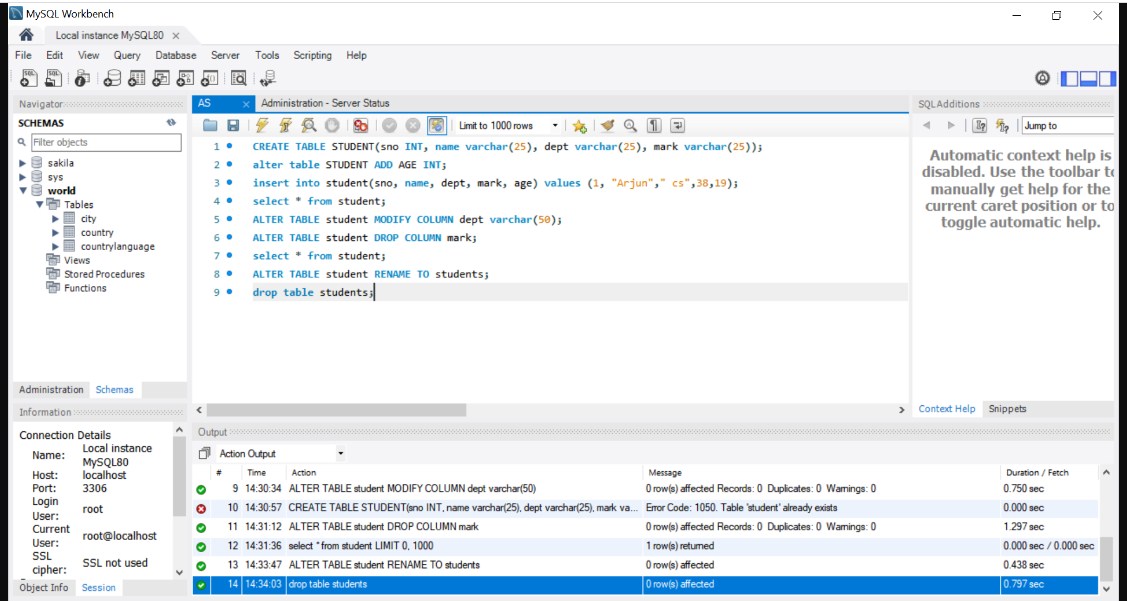 MySQL Workbench
Local instance MySQL80
File Edit View Query Database Server Tools Scripting Help
Navigator
SCHEMAS
Filter objects
sakila
sys
world
Tables
city
country
countrylanguage
Views
Stored Procedures
Functions
Administration Schemas
Information
Connection Details
Name: Local instance MySQL80
Host: localhost
Port: 3306
Login User: root
Current User: root@localhost
SSL cipher: SSL not used
Object Info Session
AS Administration - Server Status
Limit to 1000 rows
1 CREATE TABLE STUDENT(sno INT, name varchar(25), dept varchar(25), mark varchar(25));
2 alter table STUDENT ADD AGE INT;
3 insert into student(sno, name, dept, mark, age) values (1, "Arjun"," cs",38,19);
4 select * from student;
5 ALTER TABLE student MODIFY COLUMN dept varchar(50);
6 ALTER TABLE student DROP COLUMN mark;
7 select * from student;
8 ALTER TABLE student RENAME TO students;
9 drop table students;
SQLAdditions
Jump to
Automatic context help is
disabled. Use the toolbar to
manually get help for the
current caret position or to
toggle automatic help.
Context Help Snippets
Output
Action Output
# Time Action Message Duration / Fetch
9 14:30:34 ALTER TABLE student MODIFY COLUMN dept varchar(50) 0 row(s) affected Records: 0 Duplicates: 0 Warnings: 0 0.750 sec
10 14:30:57 CREATE TABLE STUDENT(sno INT, name varchar(25), dept varchar(25), mark va... Error Code: 1050. Table 'student' already exists 0.000 sec
11 14:31:12 ALTER TABLE student DROP COLUMN mark 0 row(s) affected Records: 0 Duplicates: 0 Warnings: 0 1.297 sec
12 14:31:36 select * from student LIMIT 0, 1000 1 row(s) returned 0.000 sec / 0.000 sec
13 14:33:47 ALTER TABLE student RENAME TO students 0 row(s) affected 0.438 sec
14 14:34:03 drop table students 0 row(s) affected 0.797 sec